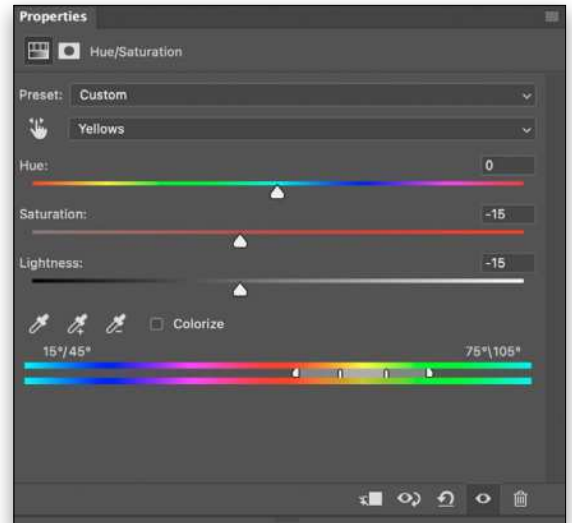 Properties
Hue/Saturation
Preset: Custom
Yellows
Hue: 0
Saturation: -15
Lightness: -15
Colorize
15°/45° 75°\105°